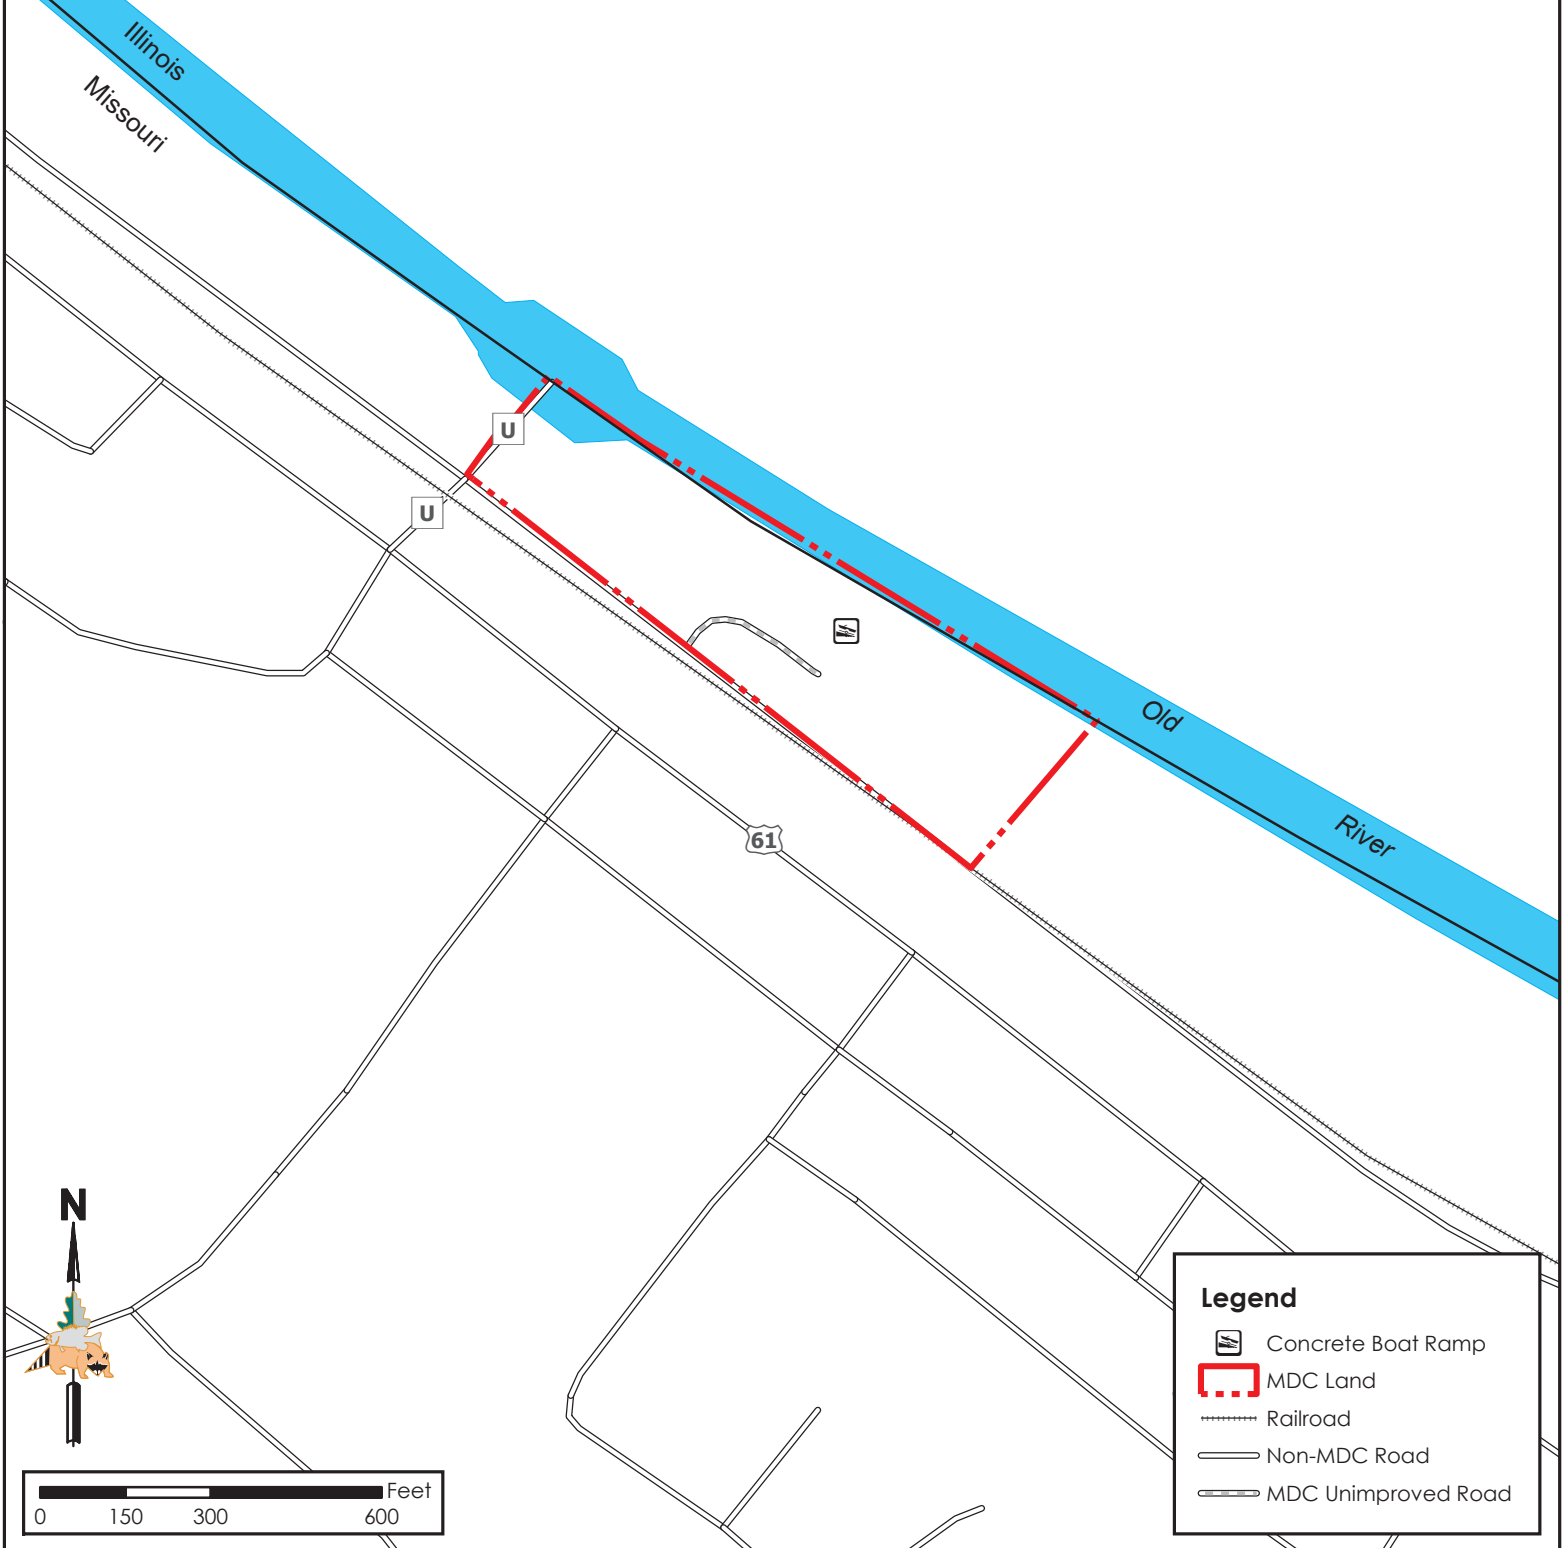 Illinois
Missouri
U
U
Old
River
61
N
Legend
Concrete Boat Ramp
MDC Land
Railroad
Non-MDC Road
MDC Unimproved Road
Feet
0 150 300 600